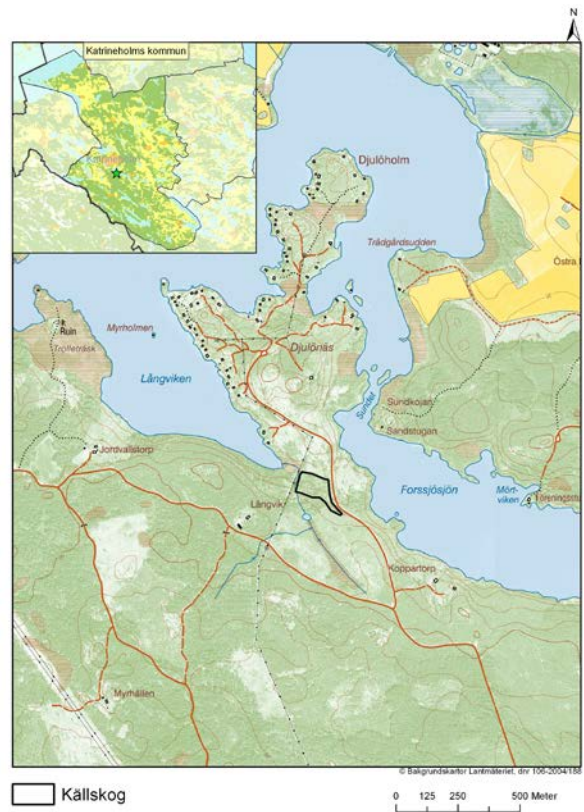 N
Katrineholms kommun
Djulöholm
Trädgårdsudden
Östra
Ruin
Myrholmen
Trolleträsk
Djulönäs
Långviken
Sundet
Sundkojan
Sandstugan
Jordvallstorp
Mört-
viken
Forssjösjön
Långvik
Koppartorp
Myrhällen
© Bakgrundskartor Lantmäteriet, dnr 106-2004/188
Källskog
0 125 250 500 Meter